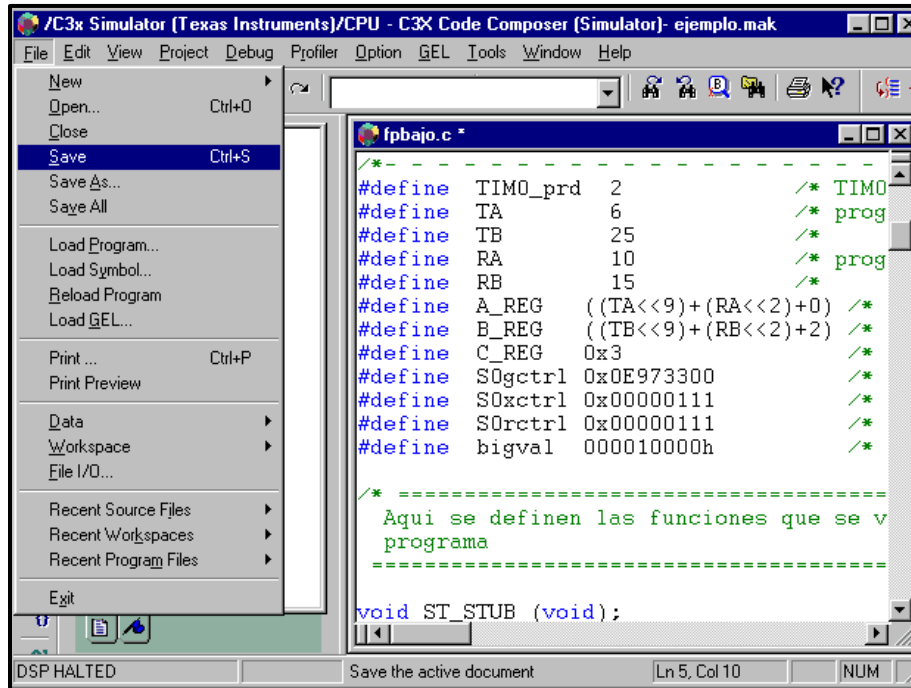 /C3x Simulator (Texas Instruments)/CPU - C3X Code Composer (Simulator)- ejemplo.mak
File Edit View Project Debug Profiler Option GEL Tools Window Help
New
Open... Ctrl+O
Close
Save Ctrl+S
Save As...
Save All
Load Program...
Load Symbol...
Reload Program
Load GEL...
Print ... Ctrl+P
Print Preview
Data
Workspace
File I/O...
Recent Source Files
Recent Workspaces
Recent Program Files
Exit
fpbajo.c *
/*- - - - - - - - - - - - - - - - - - -
#define TIM0_prd 2 /* TIM0
#define TA 6 /* prog
#define TB 25 /*
#define RA 10 /* prog
#define RB 15 /*
#define A_REG ((TA<<9)+(RA<<2)+0) /*
#define B_REG ((TB<<9)+(RB<<2)+2) /*
#define C_REG 0x3 /*
#define S0gctrl 0x0E973300 /*
#define S0xctrl 0x00000111 /*
#define S0rctrl 0x00000111 /*
#define bigval 000010000h /*
/* =====================================
Aqui se definen las funciones que se v
programa
=======================================
void ST_STUB (void);
DSP HALTED Save the active document Ln 5, Col 10 NUM